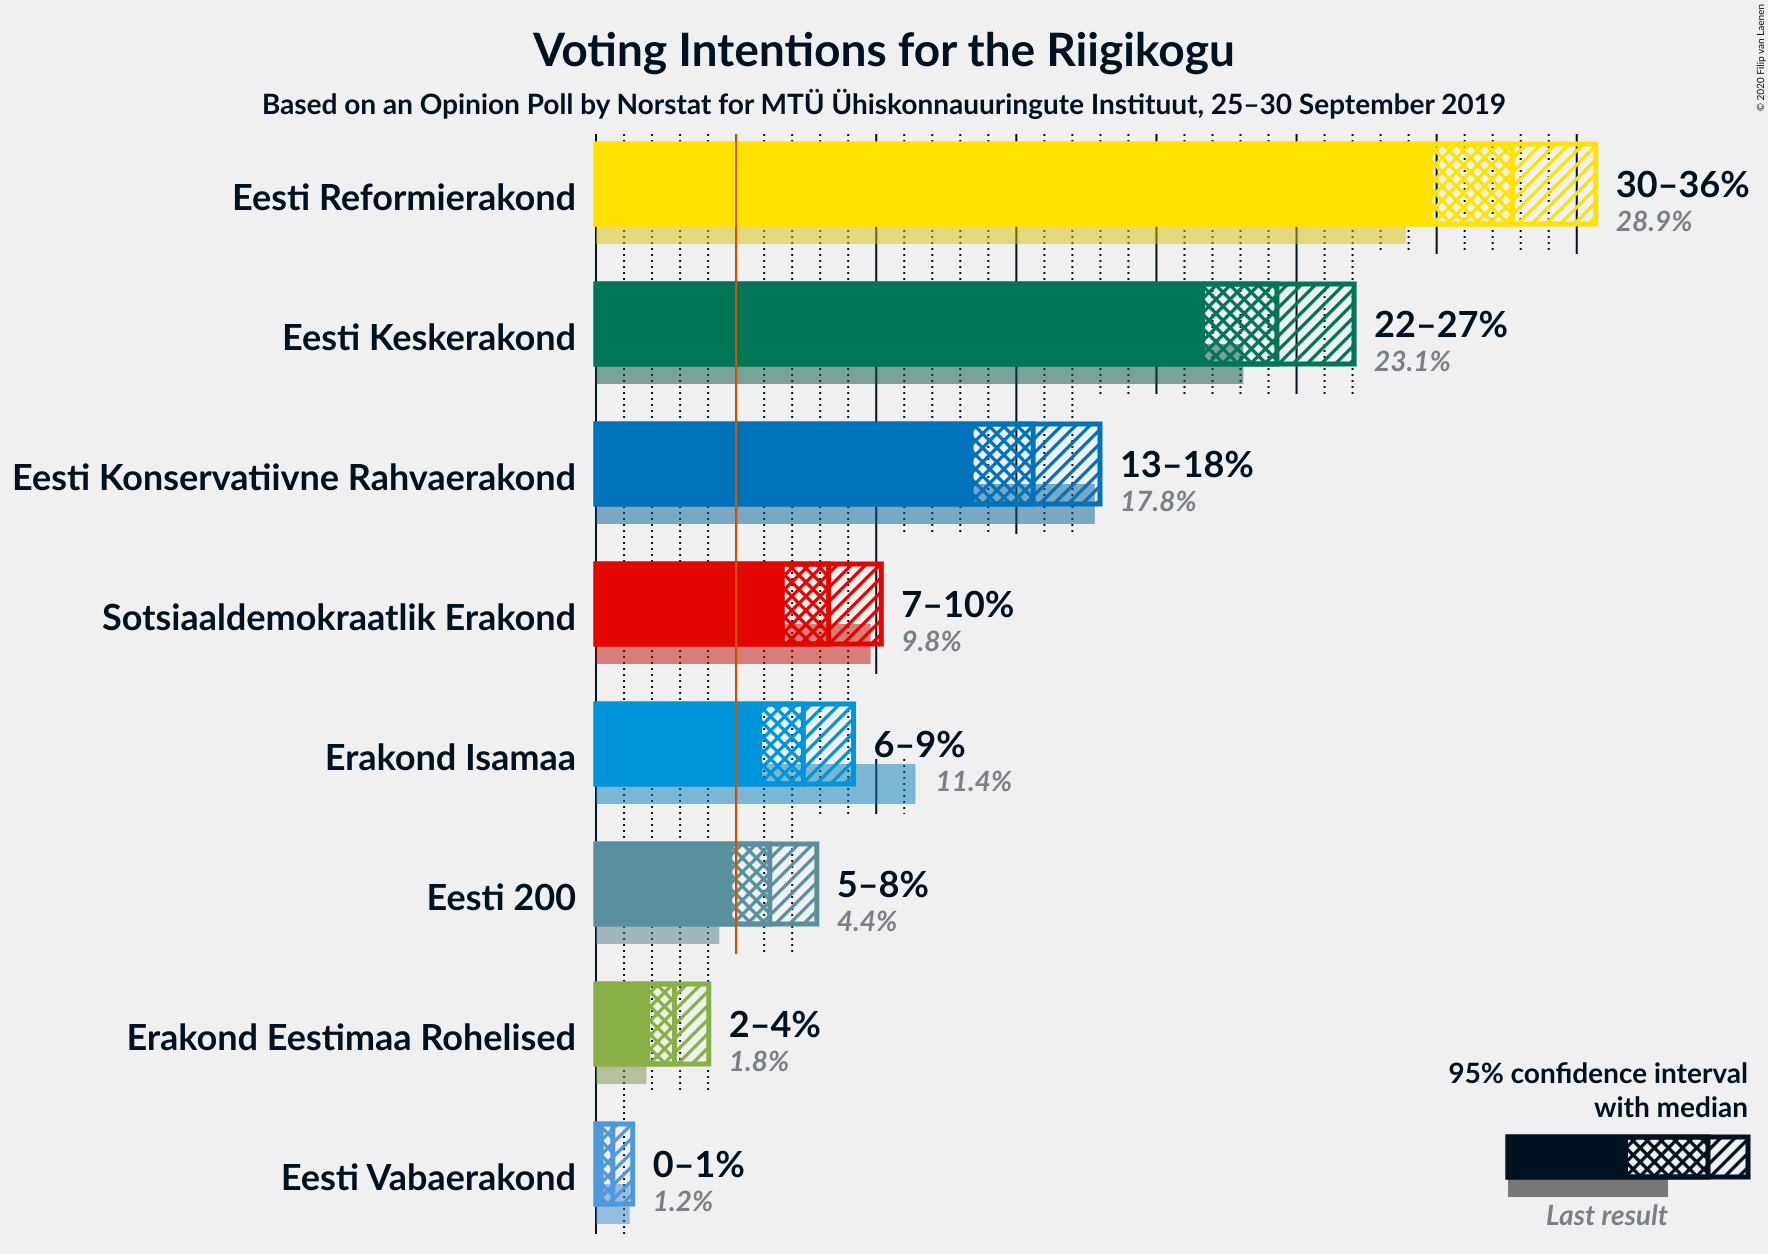 Voting Intentions for the Riigikogu
Based on an Opinion Poll by Norstat for MTÜ Ühiskonnauuringute Instituut, 25–30 September 2019
© 2020 Filip van Laenen
Eesti Reformierakond
30–36%
28.9%
Eesti Keskerakond
22–27%
23.1%
Eesti Konservatiivne Rahvaerakond
13–18%
17.8%
Sotsiaaldemokraatlik Erakond
7–10%
9.8%
Erakond Isamaa
6–9%
11.4%
Eesti 200
5–8%
4.4%
Erakond Eestimaa Rohelised
2–4%
1.8%
Eesti Vabaerakond
0–1%
1.2%
95% confidence interval
with median
Last result